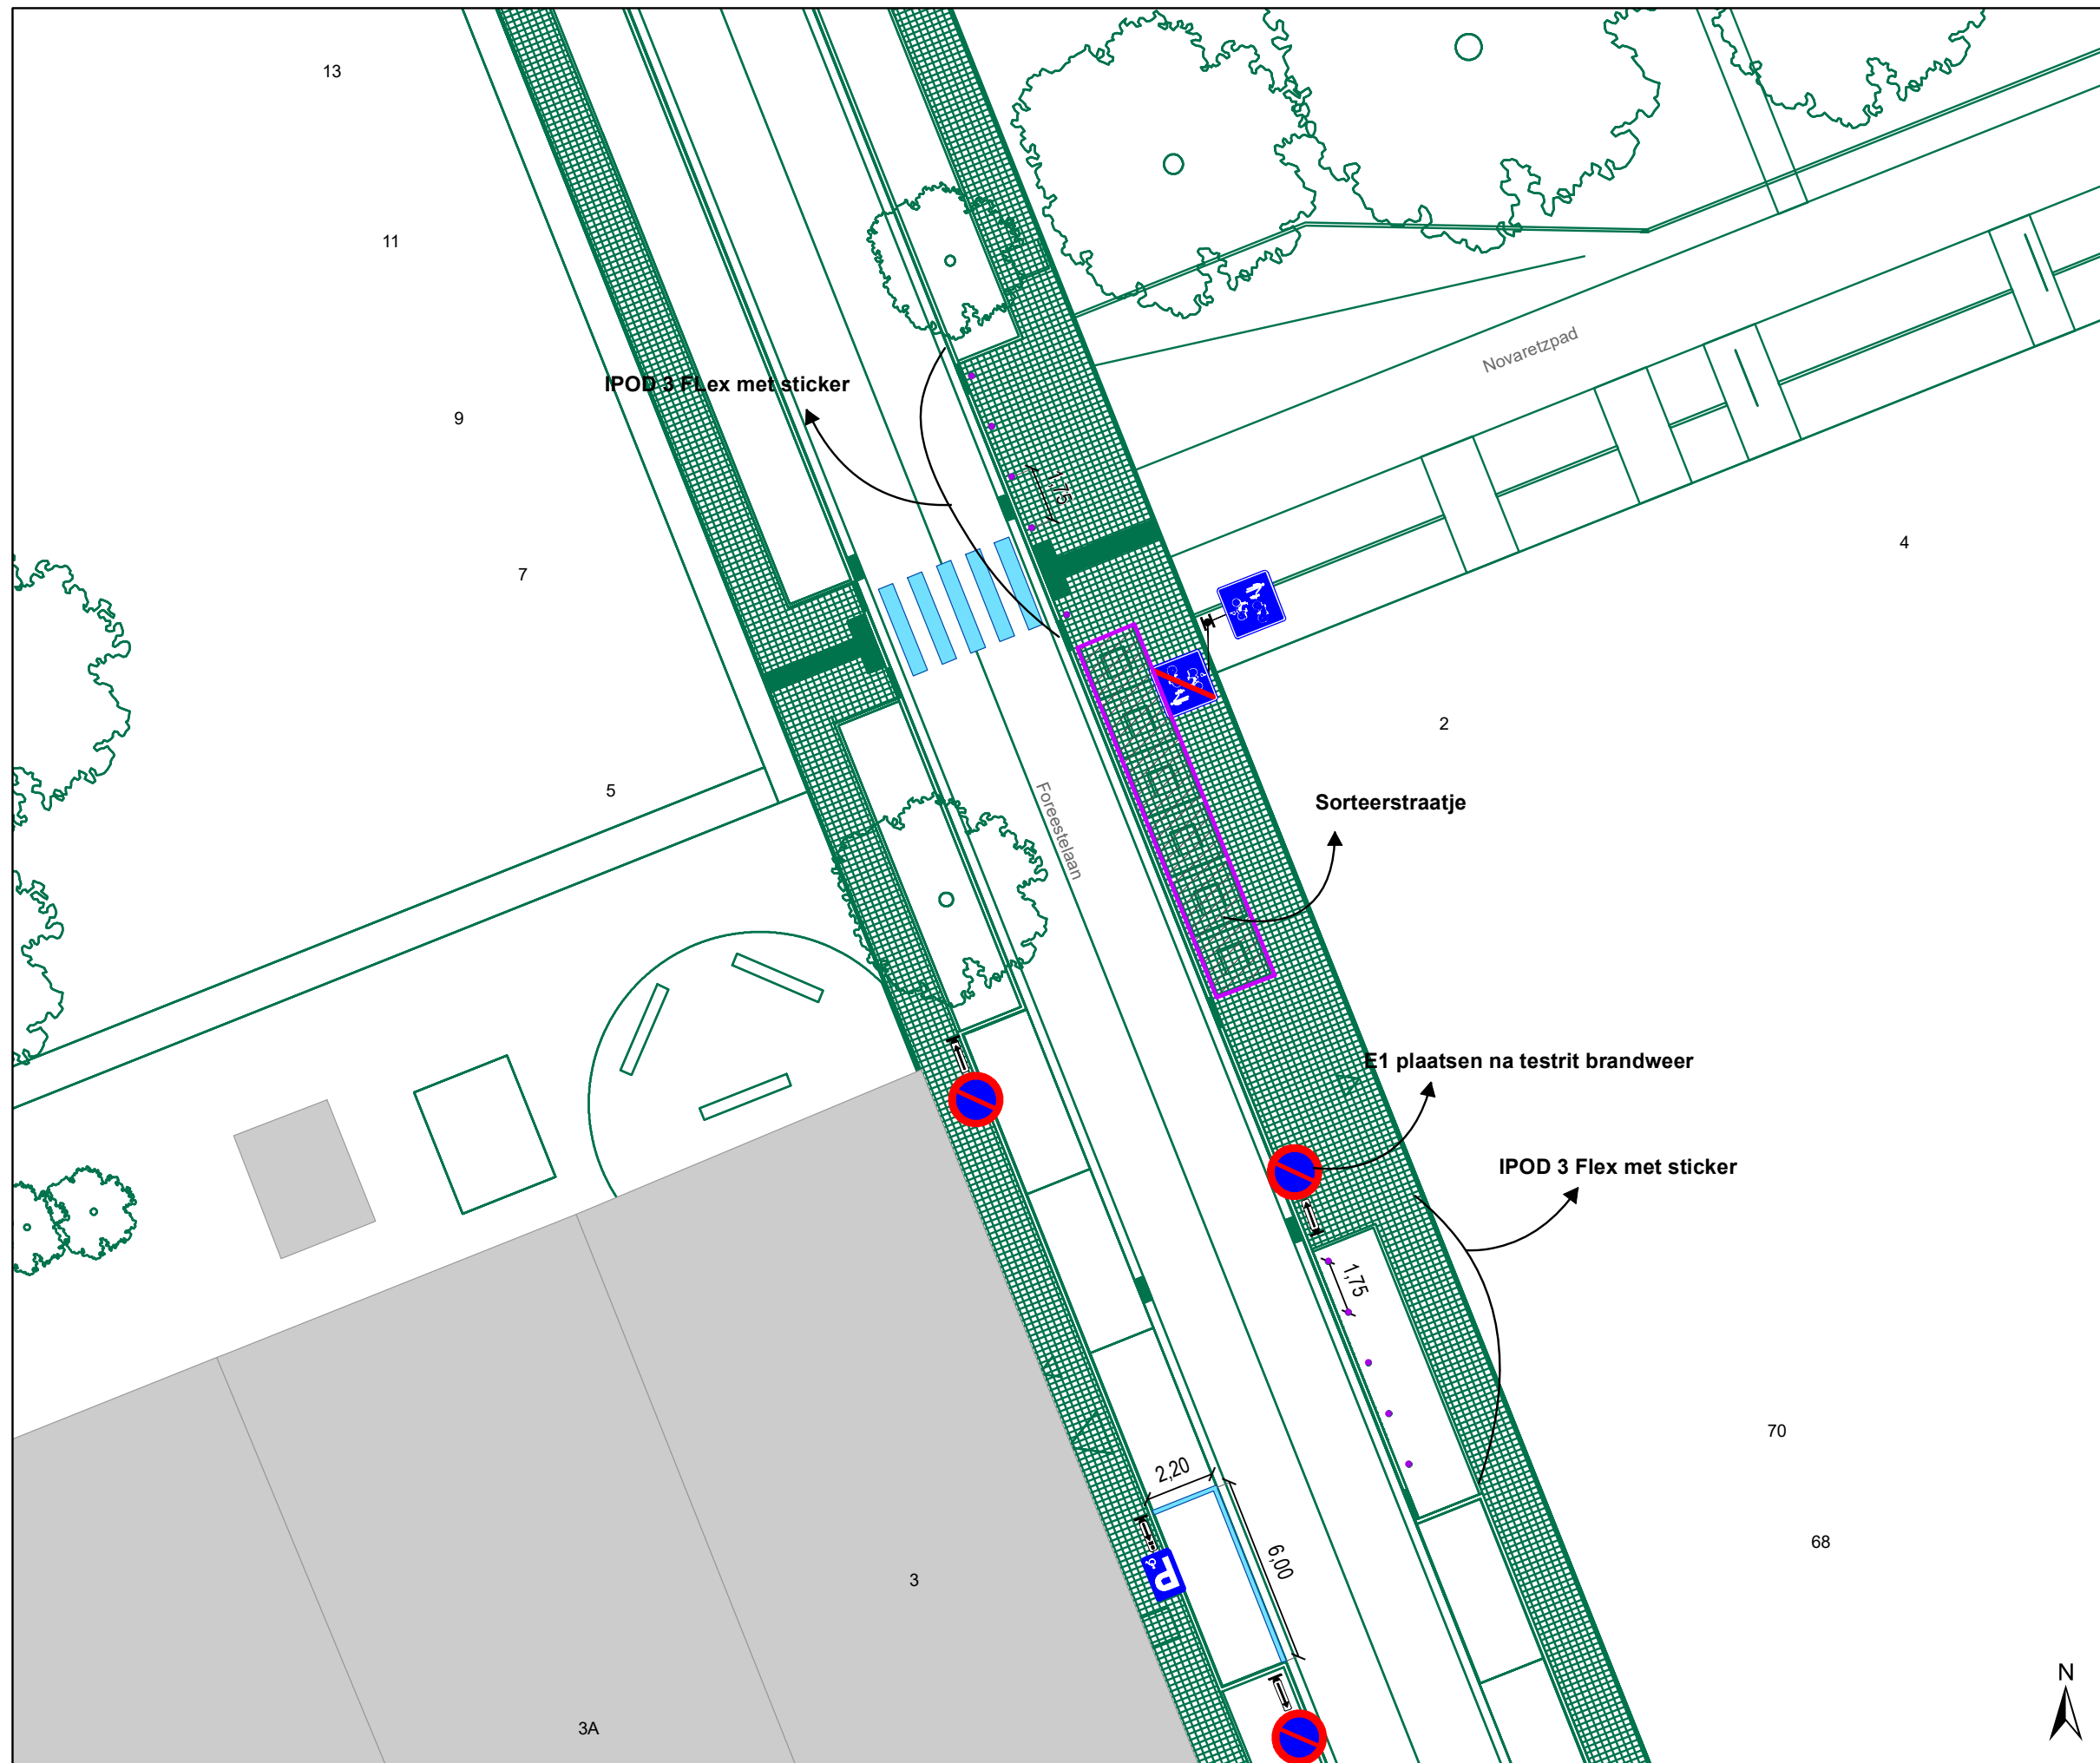 13
11
Novaretzpad
IPOD 3 FLex met sticker
9
1,75
4
7
2
5
Foreestelaan
Sorteerstraatje
E1 plaatsen na testrit brandweer
IPOD 3 Flex met sticker
1,75
70
2,20
68
6,00
3
P
N
3A